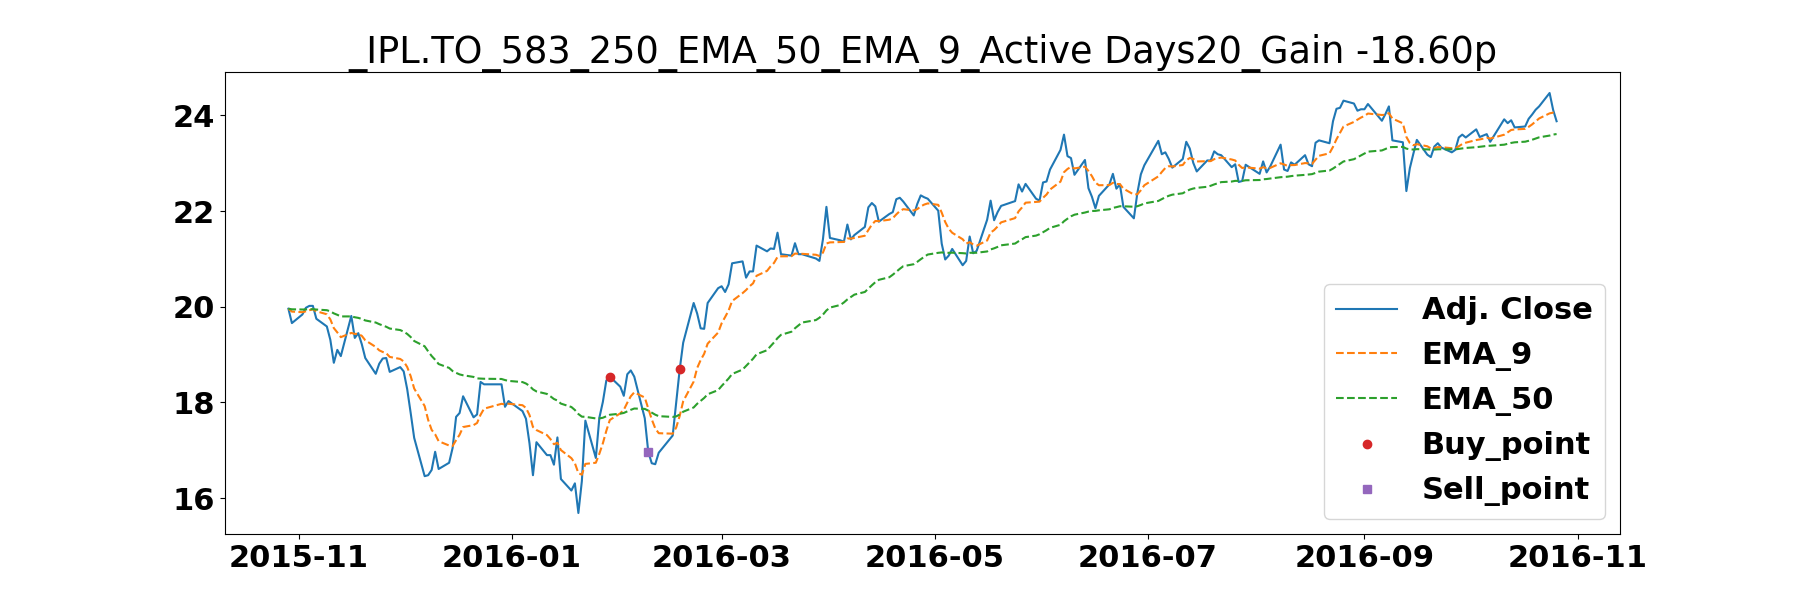 _IPL.TO_583_250_EMA_50_EMA_9_Active Days20_Gain -18.60p
24
22
20
18
16
Adj. Close
EMA_9
EMA_50
Buy_point
Sell_point
2015-11 2016-01 2016-03 2016-05 2016-07 2016-09 2016-11